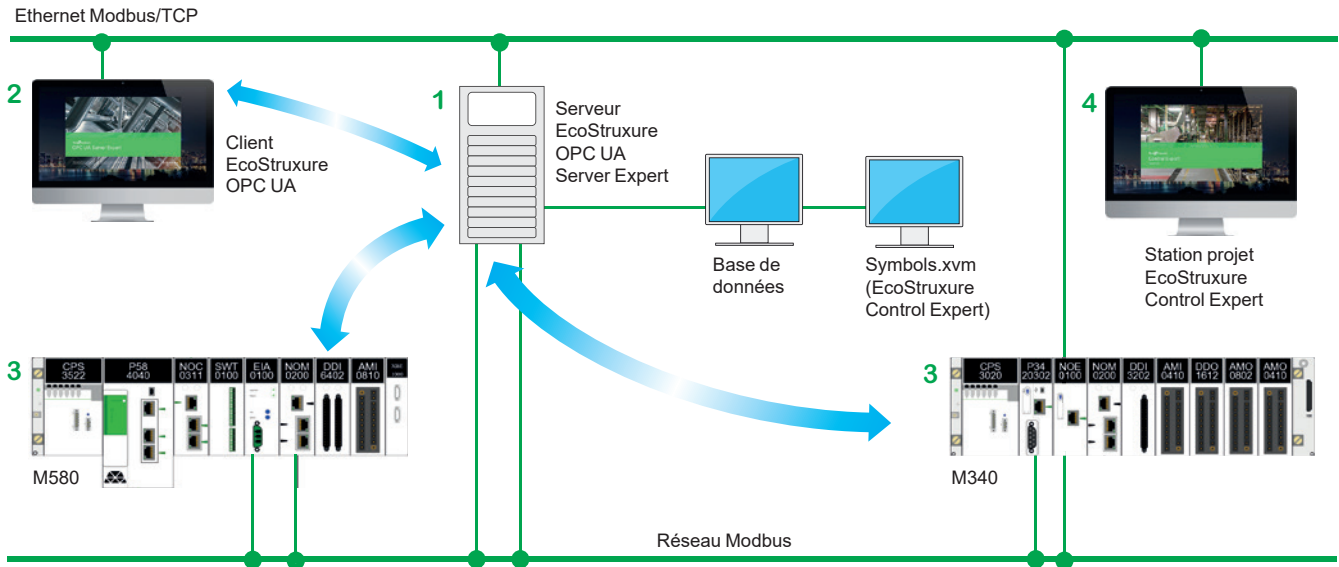 Ethernet Modbus/TCP
2
Client
EcoStruxure
OPC UA
1
Serveur
EcoStruxure
OPC UA
Server Expert
Base de
données
Symbols.xvm
(EcoStruxure
Control Expert)
4
Station projet
EcoStruxure
Control Expert
3
CPS
3522
P58
4040
NOC
0311
SWT
0100
EIA
0100
NOM
0200
DDI
6402
AMI
0810
M580
3
CPS
3020
P34
20302
NOE
0100
NOM
0200
DDI
3202
AMI
0410
DDO
1612
AMO
0802
AMO
0410
M340
Réseau Modbus